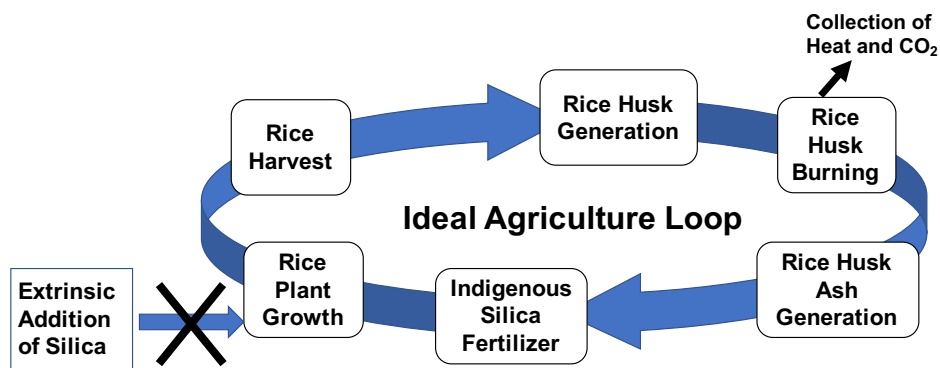 Collection of
Heat and CO₂
Rice
Harvest
Rice Husk
Generation
Rice
Husk
Burning
Ideal Agriculture Loop
Extrinsic
Addition
of Silica
Rice
Plant
Growth
Indigenous
Silica
Fertilizer
Rice Husk
Ash
Generation